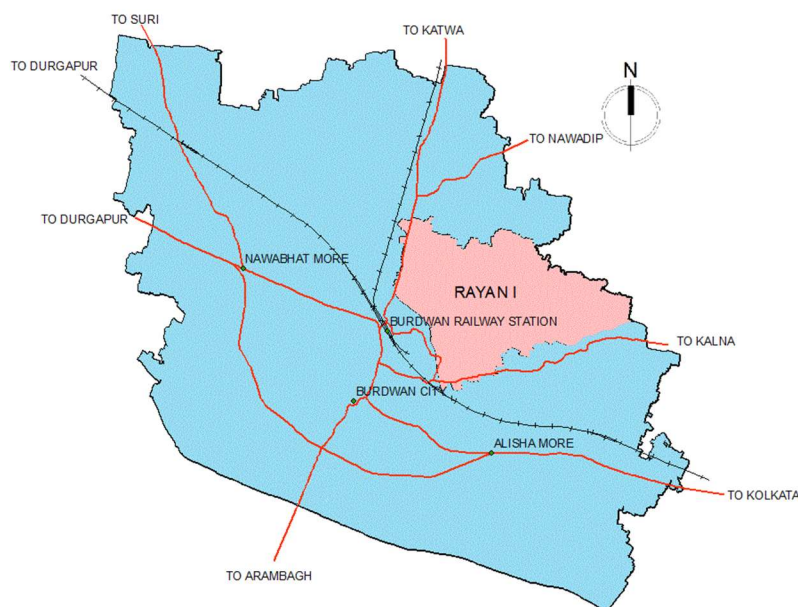 TO SURI
TO KATWA
TO DURGAPUR
N
TO NAWADIP
TO DURGAPUR
NAWABHAT MORE
RAYAN I
BURDWAN RAILWAY STATION
TO KALNA
BURDWAN CITY
ALISHA MORE
TO KOLKATA
TO ARAMBAGH